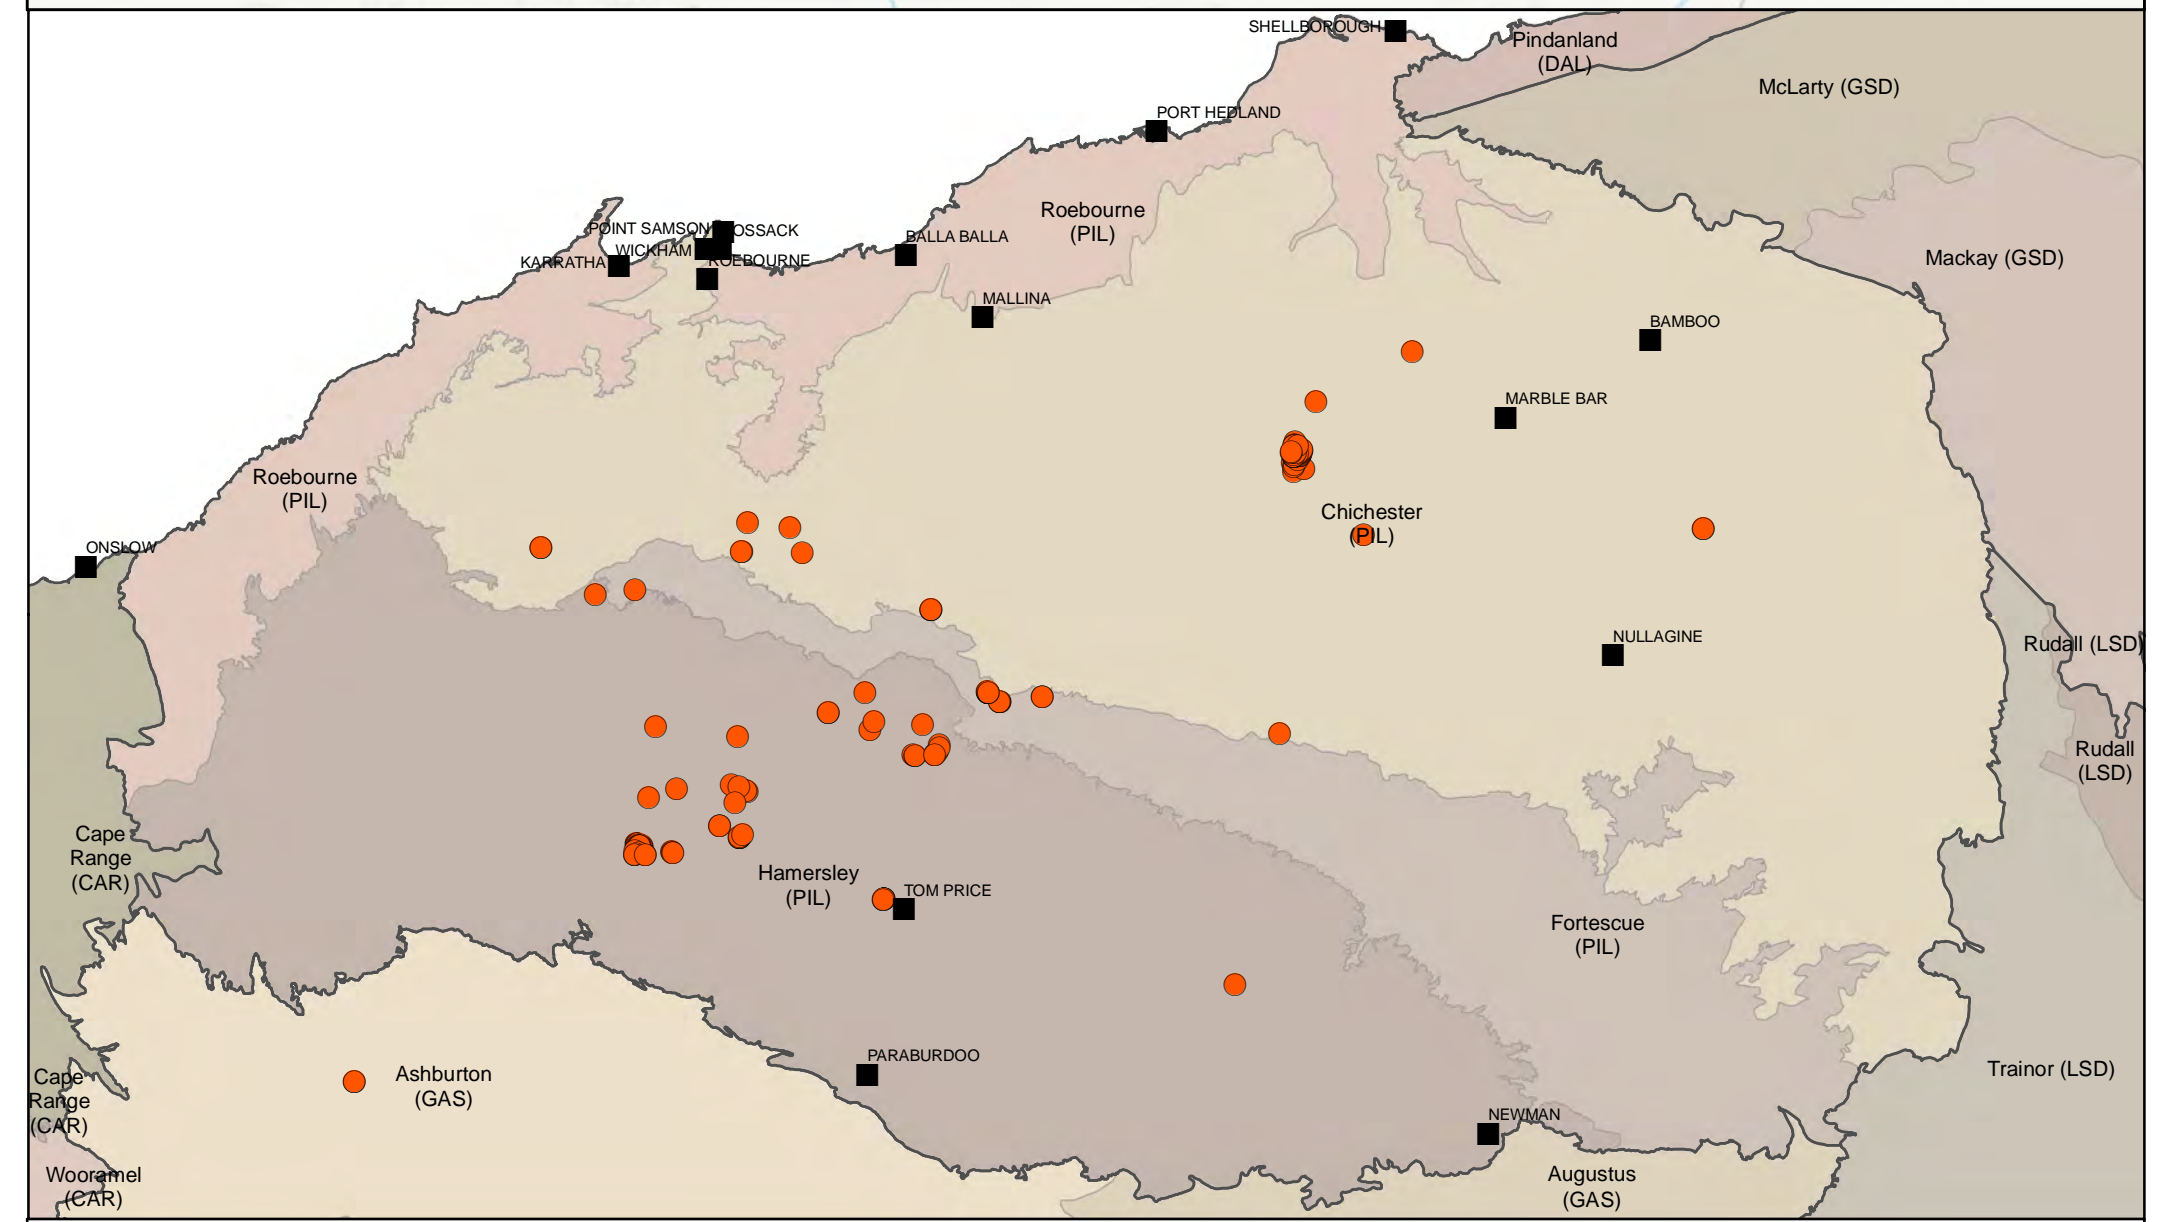 SHELLBOROUGH
Pindanland
(DAL)
McLarty (GSD)
PORT HEDLAND
Roebourne
(PIL)
POINT SAMSON
OSSACK
WICKHAM
BALLA BALLA
KARRATHA
ROEBOURNE
Mackay (GSD)
MALLINA
BAMBOO
MARBLE BAR
Roebourne
(PIL)
Chichester
(PIL)
ONSLOW
NULLAGINE
Rudall (LSD)
Rudall
(LSD)
Cape
Range
(CAR)
Hamersley
(PIL)
TOM PRICE
Fortescue
(PIL)
PARABURDOO
Ashburton
(GAS)
Trainor (LSD)
Cape
Range
(CAR)
NEWMAN
Wooramel
(CAR)
Augustus
(GAS)